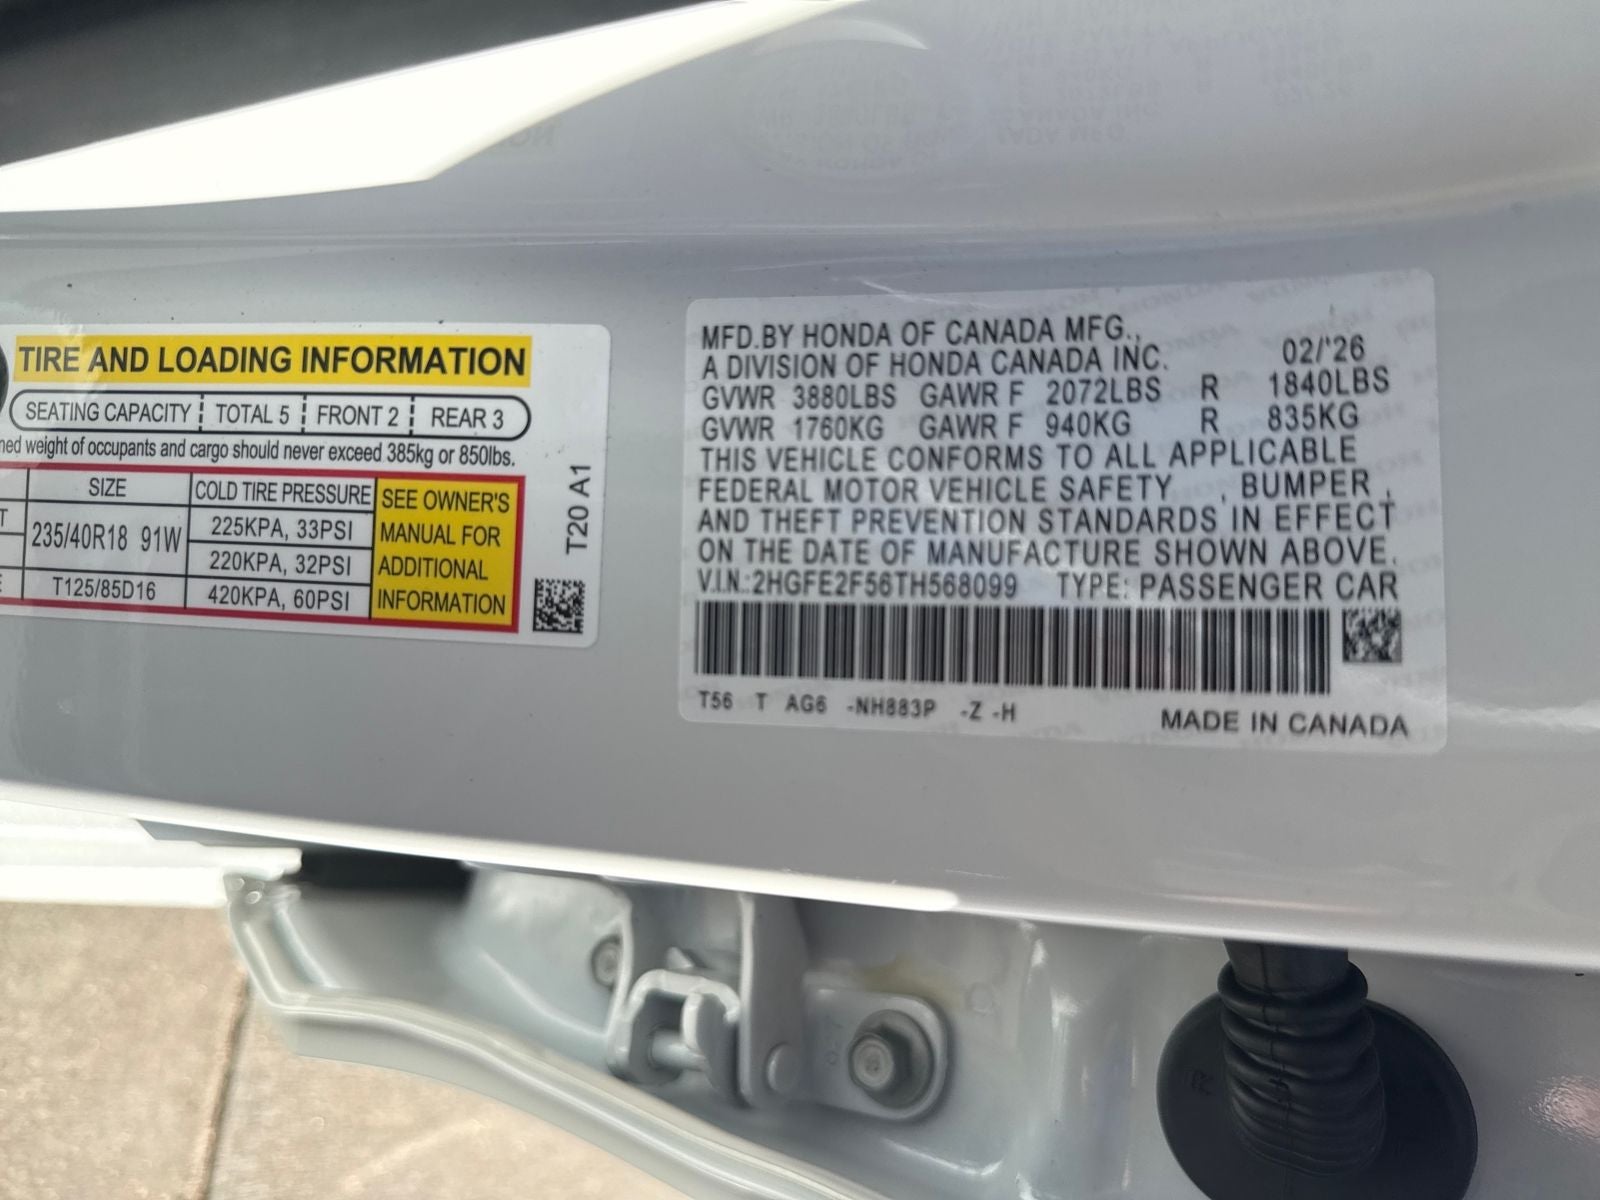 TIRE AND LOADING INFORMATION
SEATING CAPACITY TOTAL 5 FRONT 2 REAR 3
weight of occupants and cargo should never exceed 385kg or 850lbs.
SIZE COLD TIRE PRESSURE
235/40R18 91W
225KPA, 33PSI
220KPA, 32PSI
T125/85D16 420KPA, 60PSI
SEE OWNER'S
MANUAL FOR
ADDITIONAL
INFORMATION
T20 A1
MFD.BY HONDA OF CANADA MFG.,
A DIVISION OF HONDA CANADA INC. 02/'26
GVWR 3880LBS GAWR F 2072LBS R 1840LBS
GVWR 1760KG GAWR F 940KG R 835KG
THIS VEHICLE CONFORMS TO ALL APPLICABLE
FEDERAL MOTOR VEHICLE SAFETY , BUMPER ,
AND THEFT PREVENTION STANDARDS IN EFFECT
ON THE DATE OF MANUFACTURE SHOWN ABOVE.
V.I.N.:2HGFE2F56TH568099 TYPE: PASSENGER CAR
T56 T AG6 -NH883P -Z -H
MADE IN CANADA